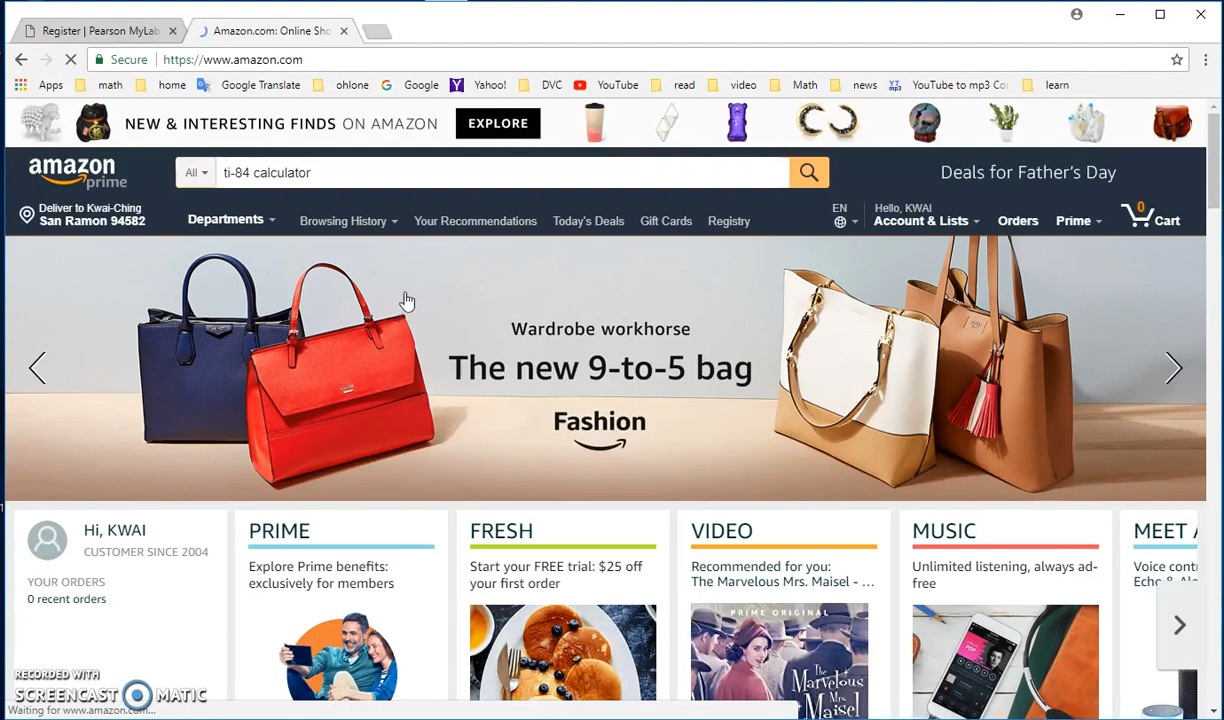 Register | Pearson MyLab
Amazon.com: Online Sho
Secure
https://www.amazon.com
Apps
math
home
Google Translate
ohlone
Google
Yahoo!
DVC
YouTube
read
video
Math
news
YouTube to mp3 Co
learn
NEW & INTERESTING FINDS ON AMAZON
EXPLORE
amazon
prime
All
ti-84 calculator
Deals for Father's Day
Deliver to Kwai-Ching
San Ramon 94582
Departments
Browsing History
Your Recommendations
Today's Deals
Gift Cards
Registry
EN
Hello, KWAI
Account & Lists
Orders
Prime
0
Cart
Wardrobe workhorse
The new 9-to-5 bag
Fashion
Hi, KWAI
CUSTOMER SINCE 2004
YOUR ORDERS
0 recent orders
PRIME
Explore Prime benefits:
exclusively for members
FRESH
Start your FREE trial: $25 off
your first order
VIDEO
Recommended for you:
The Marvelous Mrs. Maisel - ...
PRIME ORIGINAL
The
Marvelous
Mrs.
Maisel
MUSIC
Unlimited listening, always ad-
free
MEET A
Voice contr
RECORDED WITH
SCREENCAST MATIC
Waiting for www.amazon.com...